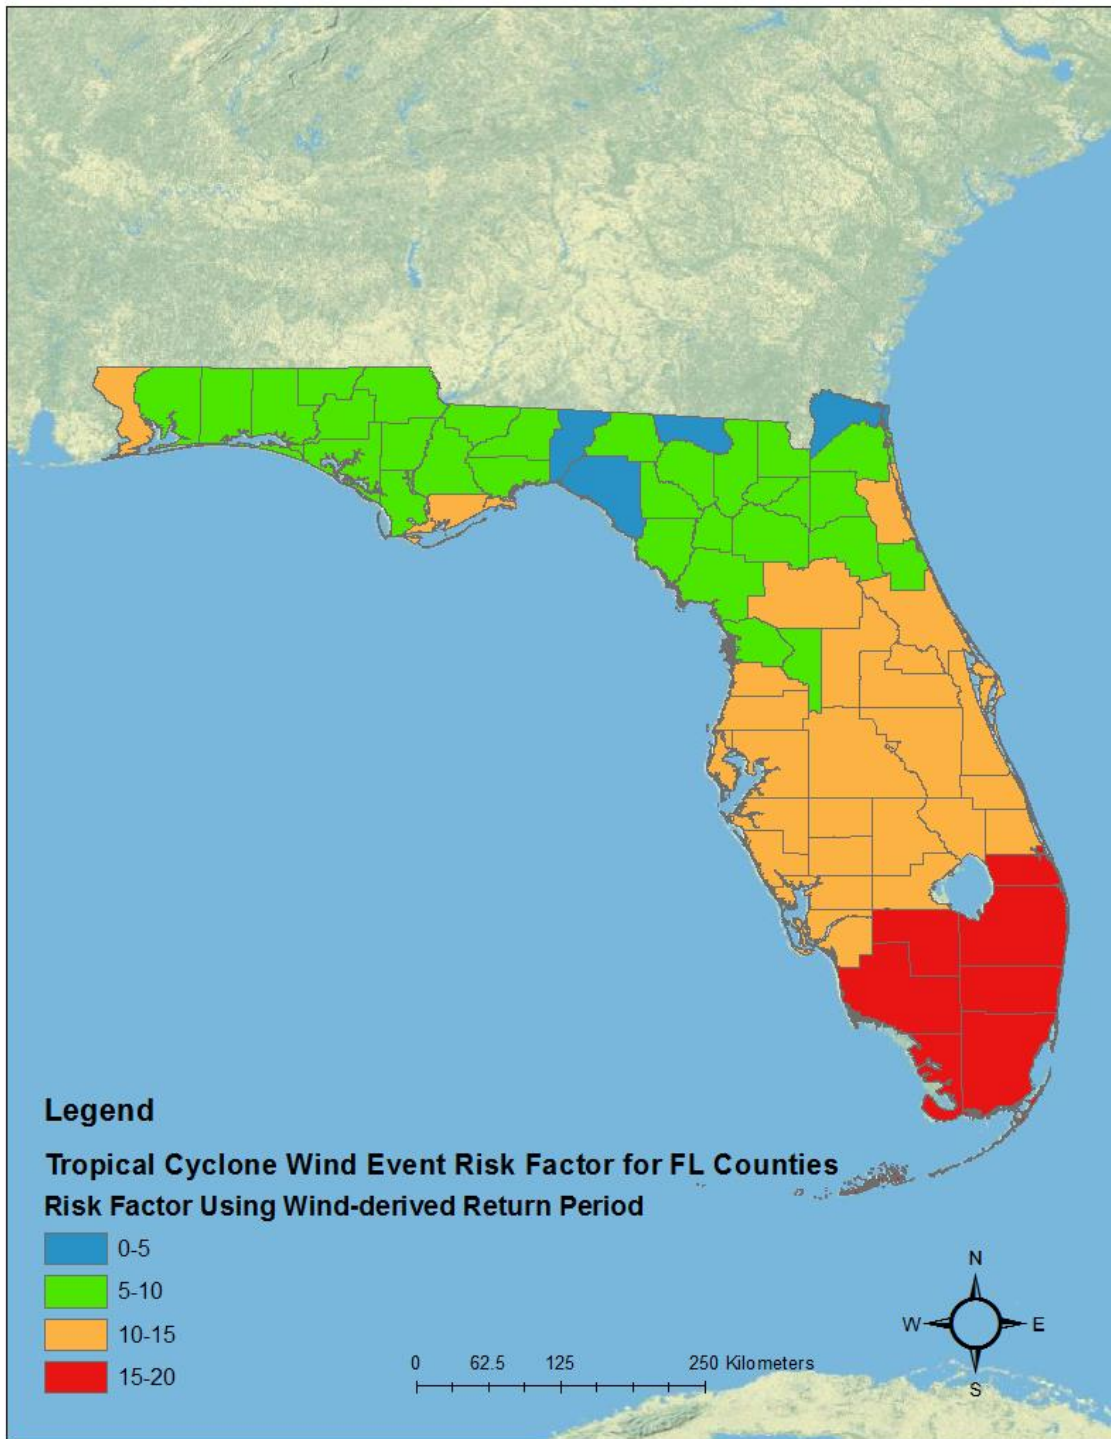 Legend
Tropical Cyclone Wind Event Risk Factor for FL Counties
Risk Factor Using Wind-derived Return Period
0-5
5-10
10-15
15-20
0 62.5 125 250 Kilometers
N
W E
S